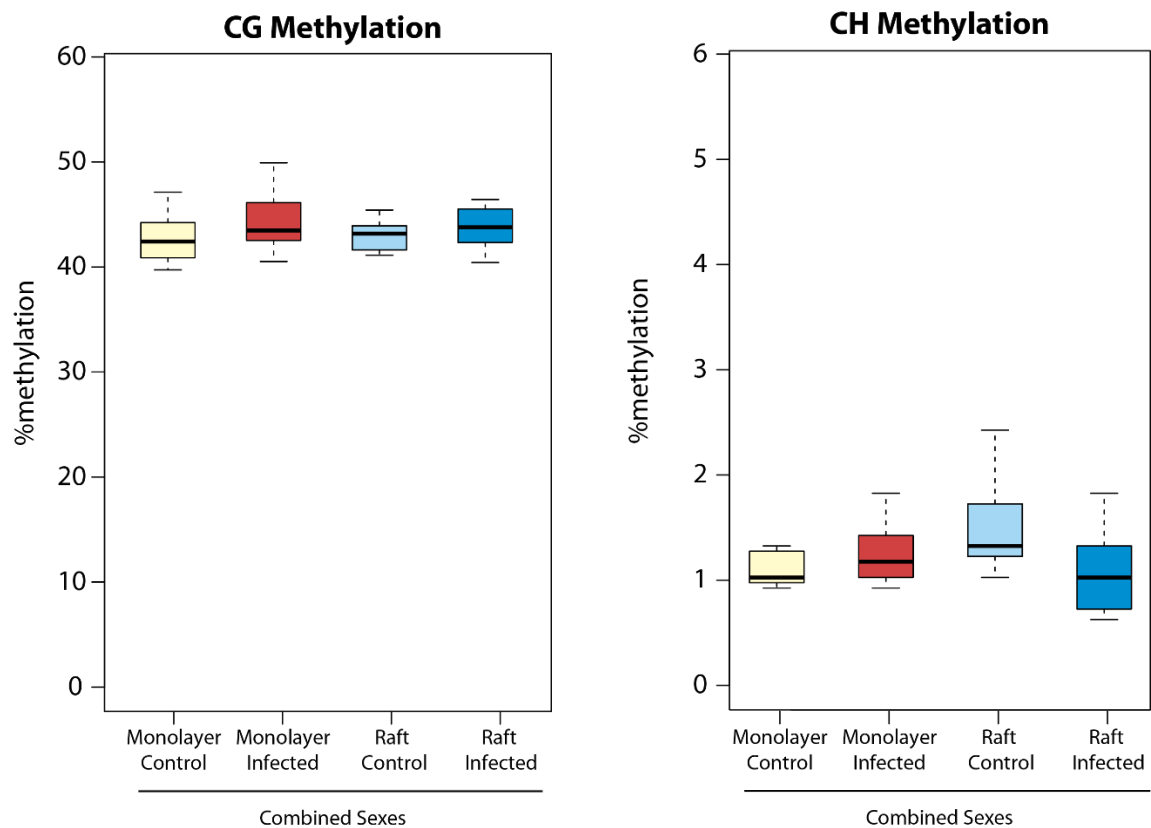 CG Methylation
60
50
40
30
20
10
0
%methylation
Monolayer Control
Monolayer Infected
Raft Control
Raft Infected
Combined Sexes
CH Methylation
6
5
4
3
2
1
0
%methylation
Monolayer Control
Monolayer Infected
Raft Control
Raft Infected
Combined Sexes